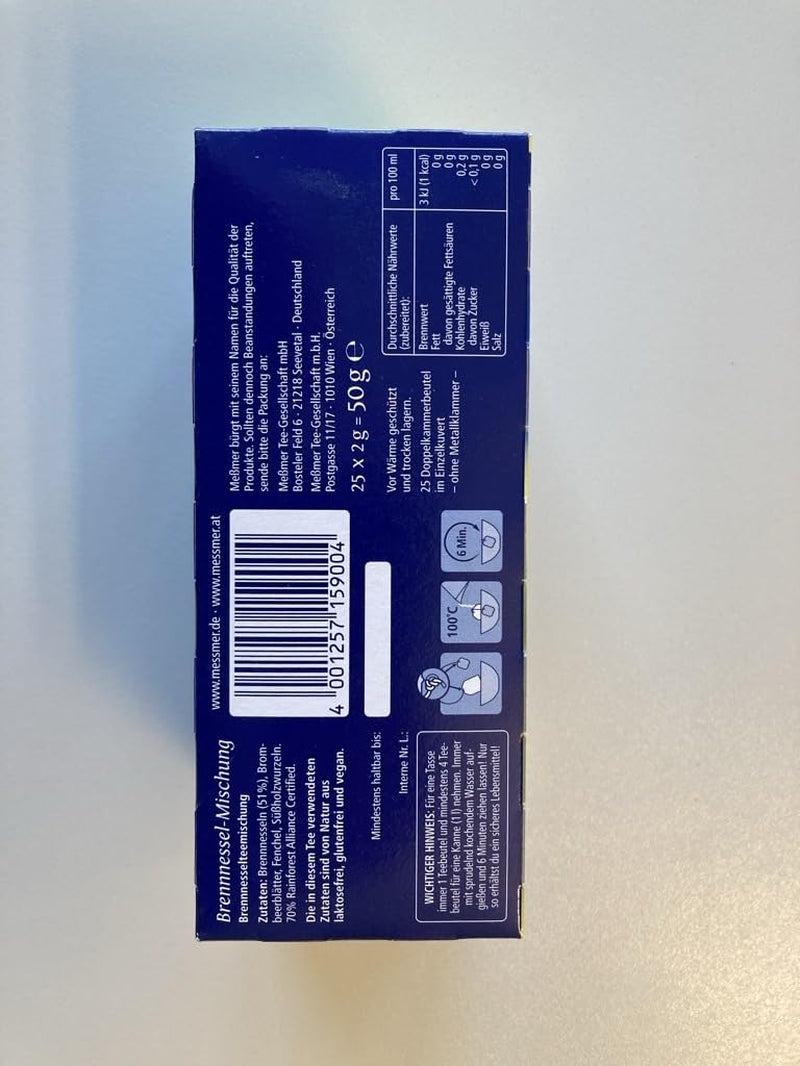 Brennnessel-Mischung
Brennnesselteemischung
Zutaten: Brennnesseln (51%), Brom-
beerblätter, Fenchel, Süßholzwurzeln.
70% Rainforest Alliance Certified.
Die in diesem Tee verwendeten
Zutaten sind von Natur aus
laktosefrei, glutenfrei und vegan.
Mindestens haltbar bis:
Interne Nr. L.:
WICHTIGER HINWEIS: Für eine Tasse
immer 1 Teebeutel und mindestens 4 Tee-
beutel für eine Kanne (1l) nehmen. Immer
mit sprudelnd kochendem Wasser auf-
gießen und 6 Minuten ziehen lassen! Nur
so erhältst du ein sicheres Lebensmittel!
www.messmer.de · www.messmer.at
4 001257 159004
100°C
6 Min.
Meßmer bürgt mit seinem Namen für die Qualität der
Produkte. Sollten dennoch Beanstandungen auftreten,
sende bitte die Packung an:
Meßmer Tee-Gesellschaft mbH
Bosteler Feld 6 · 21218 Seevetal · Deutschland
Meßmer Tee-Gesellschaft m.b.H.
Postgasse 11/17 · 1010 Wien · Österreich
25 x 2 g = 50 g ℮
Vor Wärme geschützt
und trocken lagern.
25 Doppelkammerbeutel
im Einzelkuvert
– ohne Metallklammer –
Durchschnittliche Nährwerte (zubereitet): pro 100 ml
Brennwert 3 kJ (1 kcal)
Fett 0 g
davon gesättigte Fettsäuren 0 g
Kohlenhydrate 0,2 g
davon Zucker < 0,1 g
Eiweiß 0 g
Salz 0 g